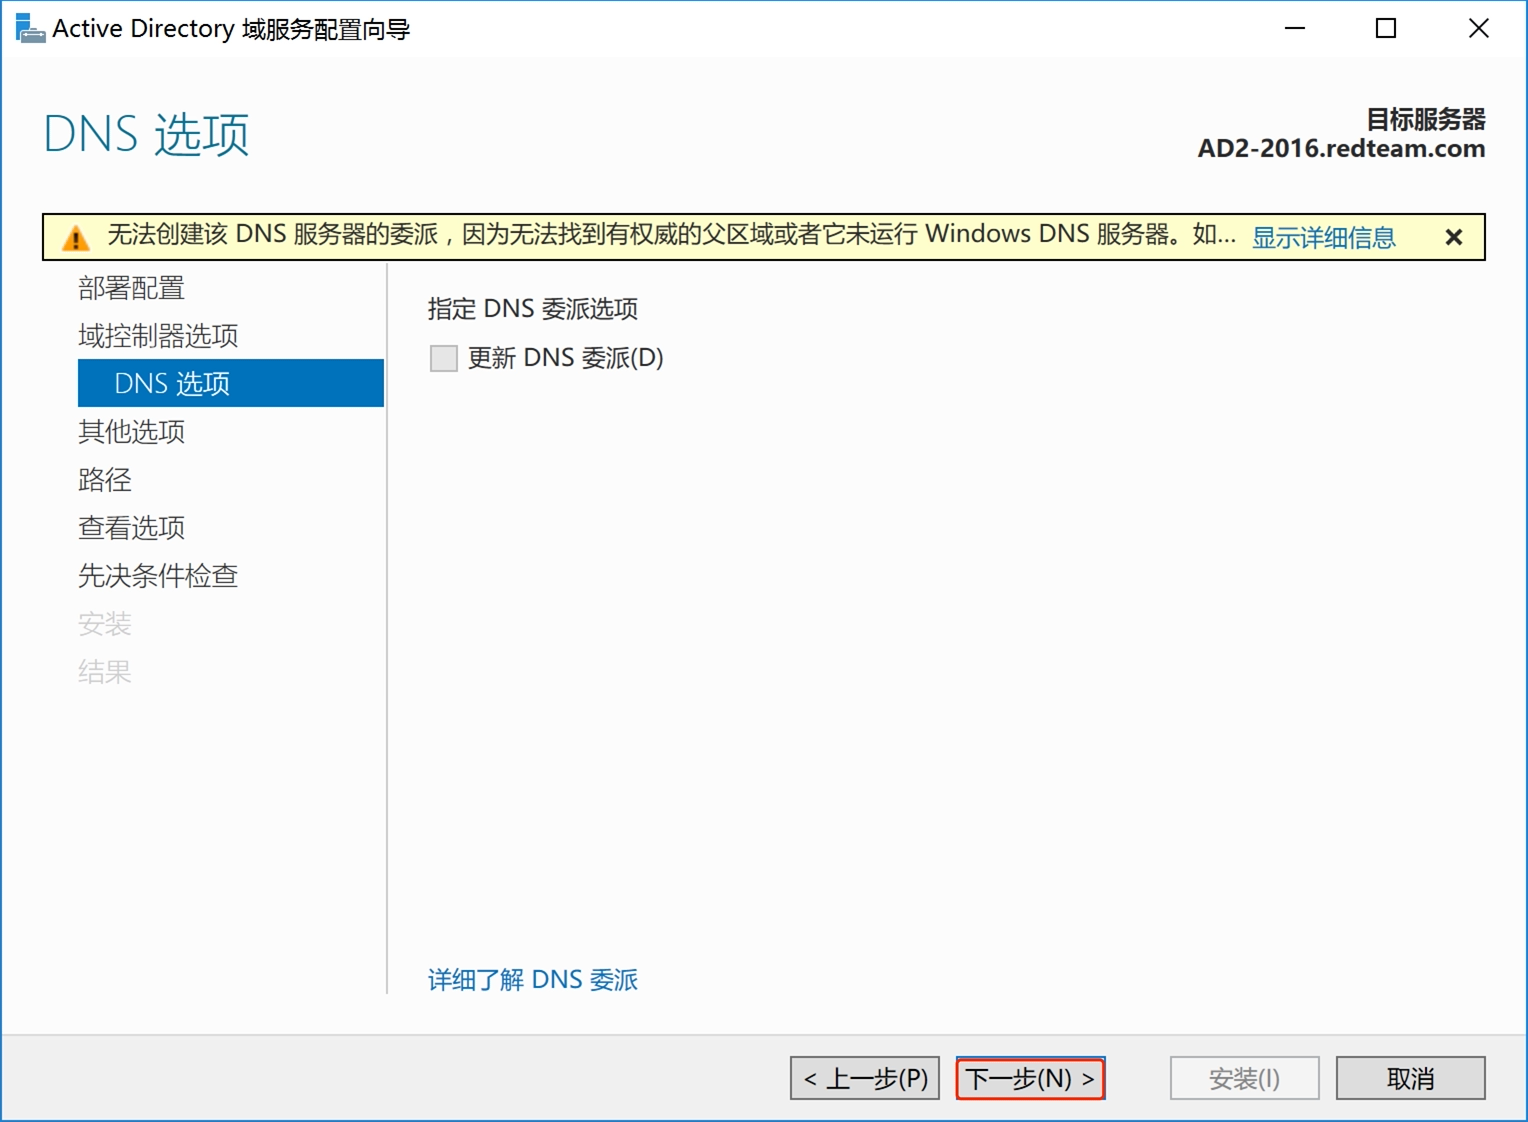 Active Directory 域服务配置向导
DNS 选项
目标服务器
AD2-2016.redteam.com
无法创建该 DNS 服务器的委派，因为无法找到有权威的父区域或者它未运行 Windows DNS 服务器。如... 显示详细信息
部署配置
域控制器选项
DNS 选项
其他选项
路径
查看选项
先决条件检查
安装
结果
指定 DNS 委派选项
更新 DNS 委派(D)
详细了解 DNS 委派
< 上一步(P) 下一步(N) > 安装(I) 取消